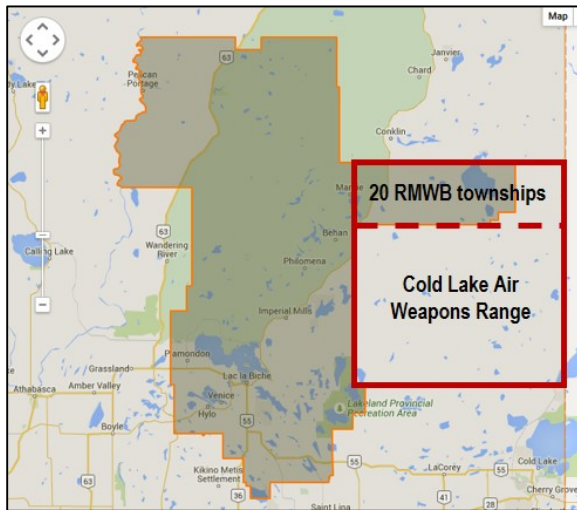 Map
63
Janvier
Chard
Pelican
Portage
Conklin
20 RMWB townships
63
Wandering
River
Behan
Calling Lake
Philomena
Cold Lake Air
Weapons Range
Imperial Mills
Plamondon
Grassland
Lac la Biche
Athabasca
Amber Valley
Venice
Hylo
Lakeland Provincial
Recreation Area
Boyle
55
Kikino Metis
Settlement
55
55
LaCorey
Cold Lake
63
36
41
28
Cherry Grove
Saint Lina